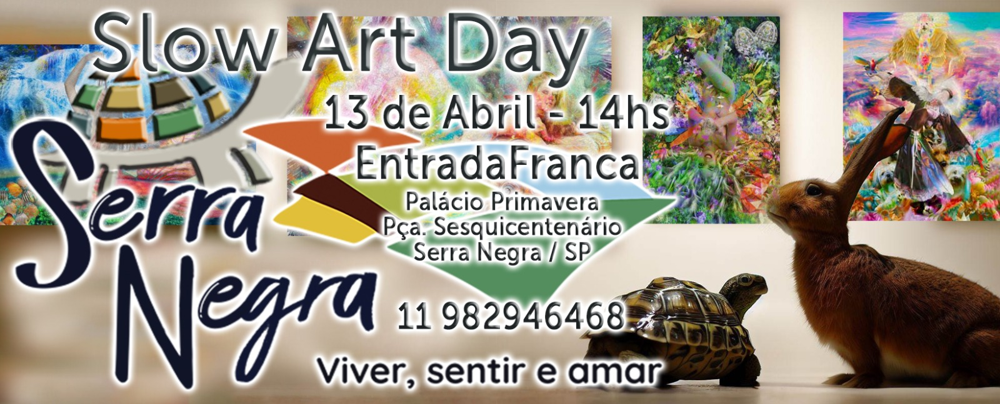 Slow Art Day
13 de Abril - 14hs
EntradaFranca
Palácio Primavera
Pça. Sesquicentenário
Serra Negra / SP
Serra
Negra
11 982946468
Viver, sentir e amar